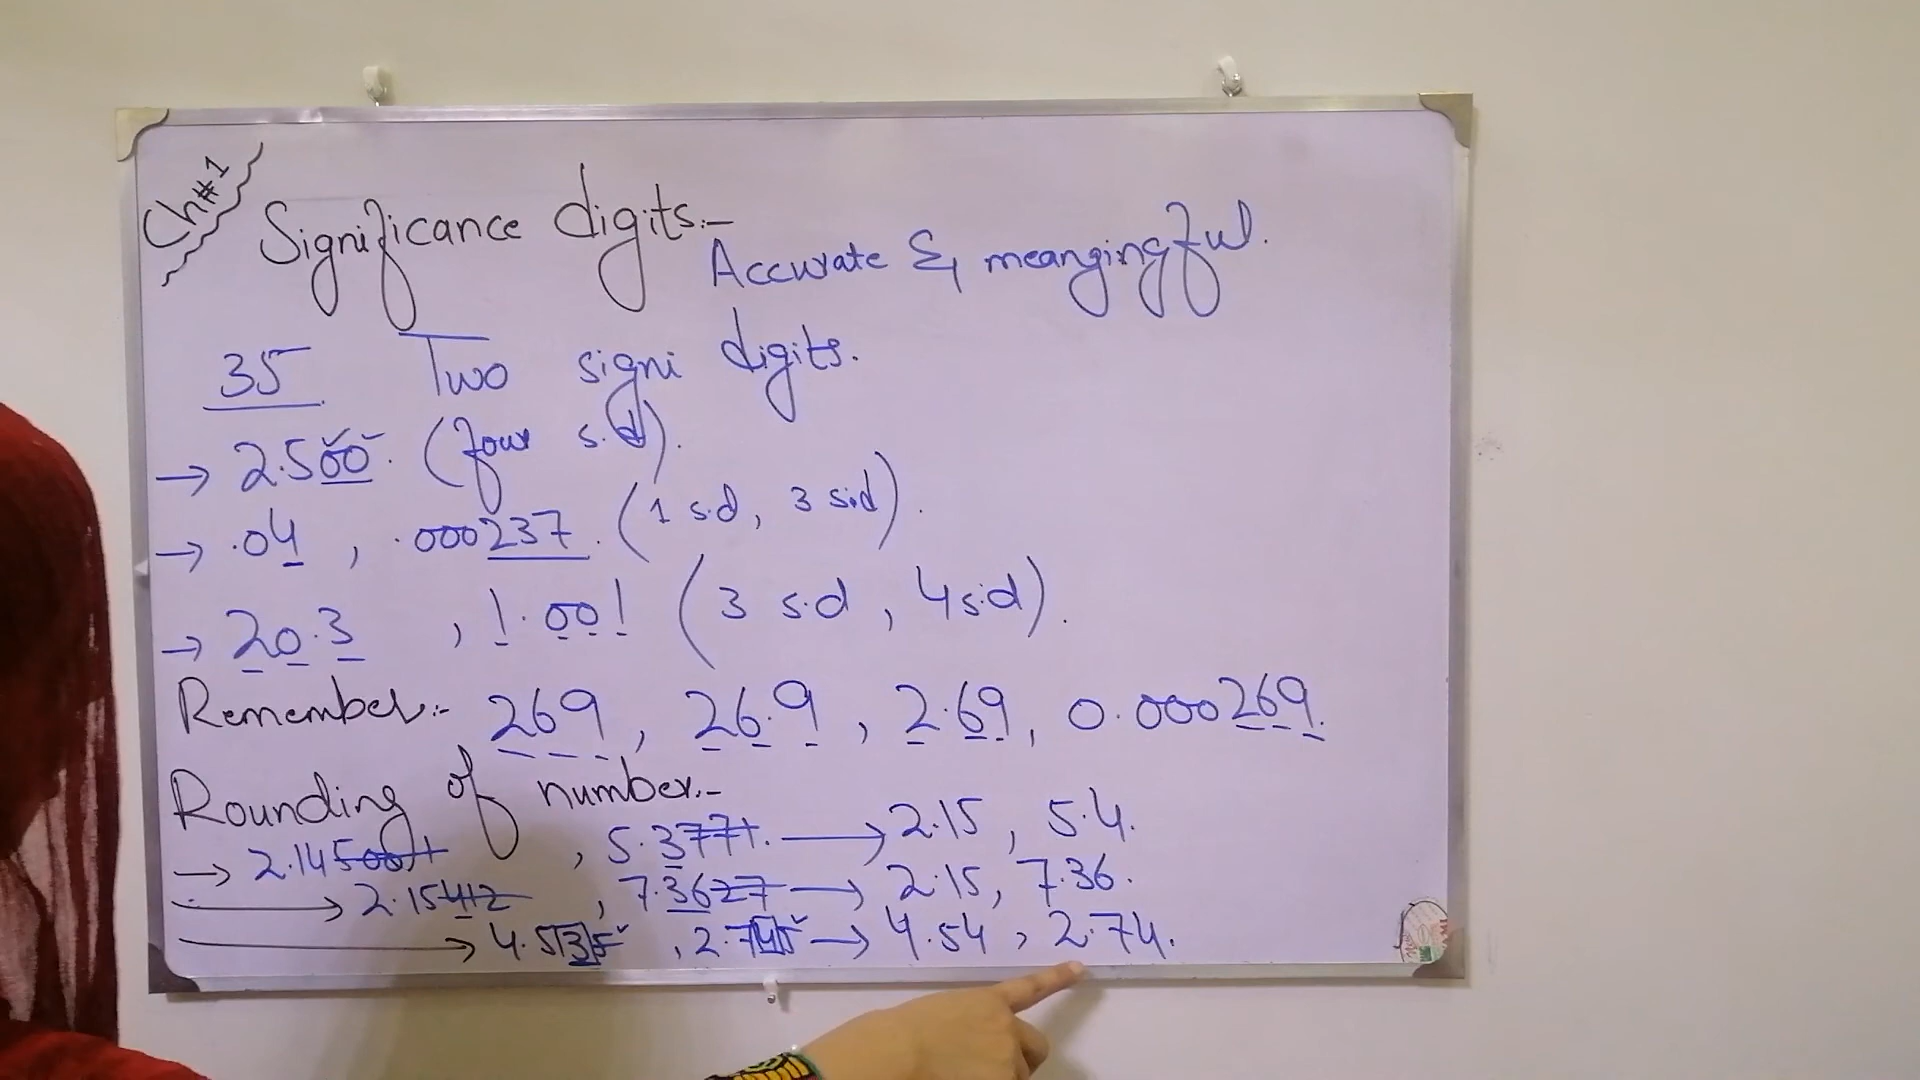 Ch#1
Significance digits:-
Accurate & meangingful.
35 Two signi digits.
→ 2.500. (four s.d).
→ .04 , .000237. (1 s.d, 3 s.d).
→ 20.3 , 1.001 (3 s.d, 4 s.d).
Remember:- 269, 26.9, 2.69, 0.000269.
Rounding of number:-
→ 2.145001 , 5.3771. → 2.15, 5.4.
→ 2.15412 , 7.3627 → 2.15, 7.36.
→ 4.535 , 2.745 → 4.54, 2.74.